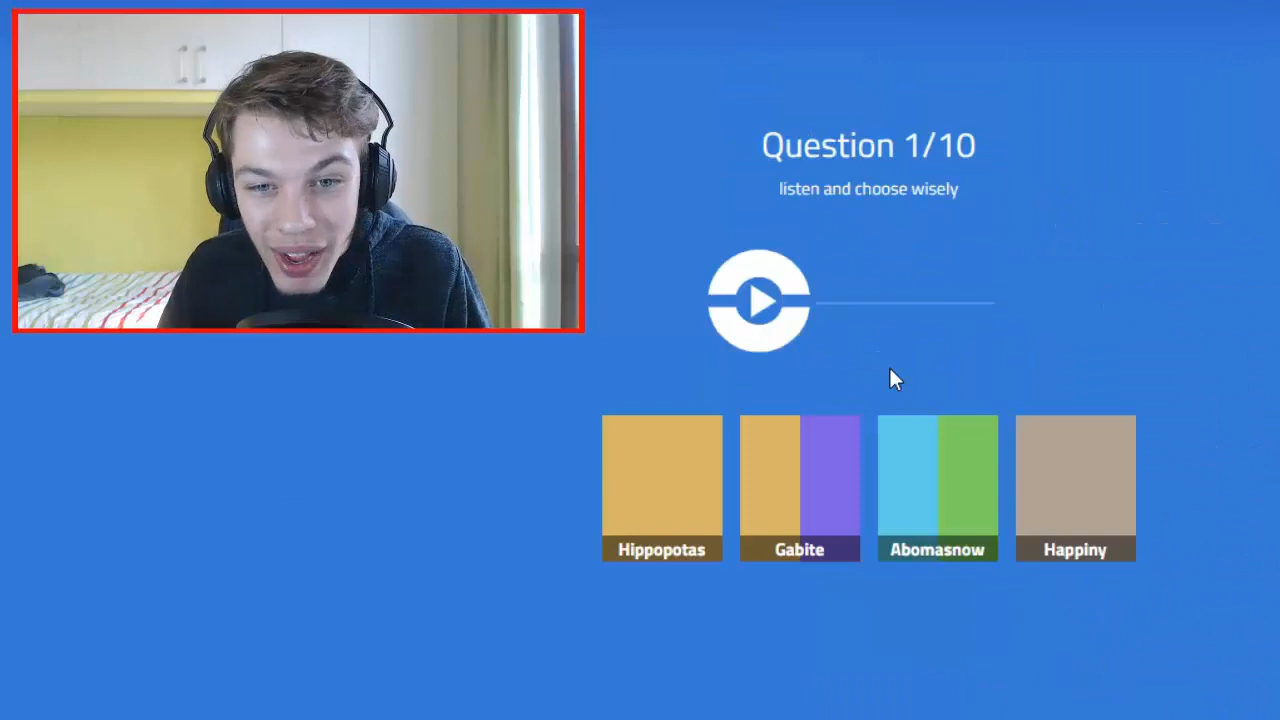 Question 1/10
listen and choose wisely
Hippopotas
Gabite
Abomasnow
Happiny